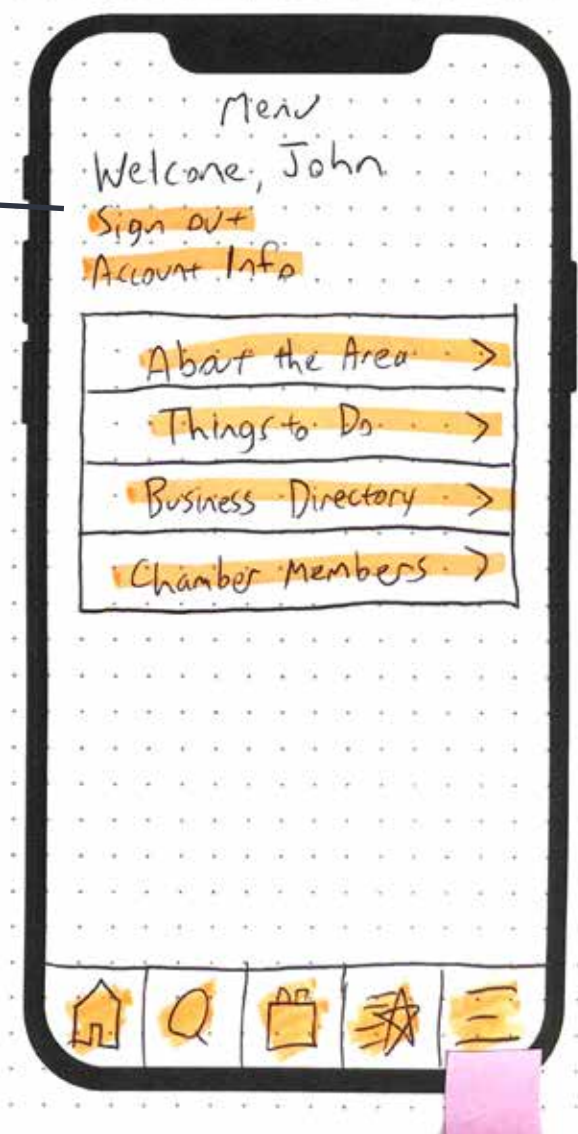 Menu
Welcome, John
Sign out
Account Info
About the Area >
Things to Do >
Business Directory >
Chamber Members >